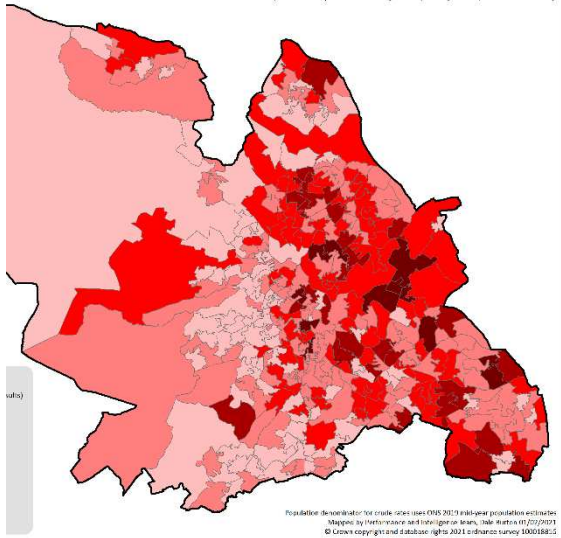 sults)
Population denominator for crude rates uses ONS 2019 mid-year population estimates
Mapped by Performance and Intelligence Team, Dale Burton 01/02/2021
© Crown copyright and database rights 2021 ordnance survey 100018816